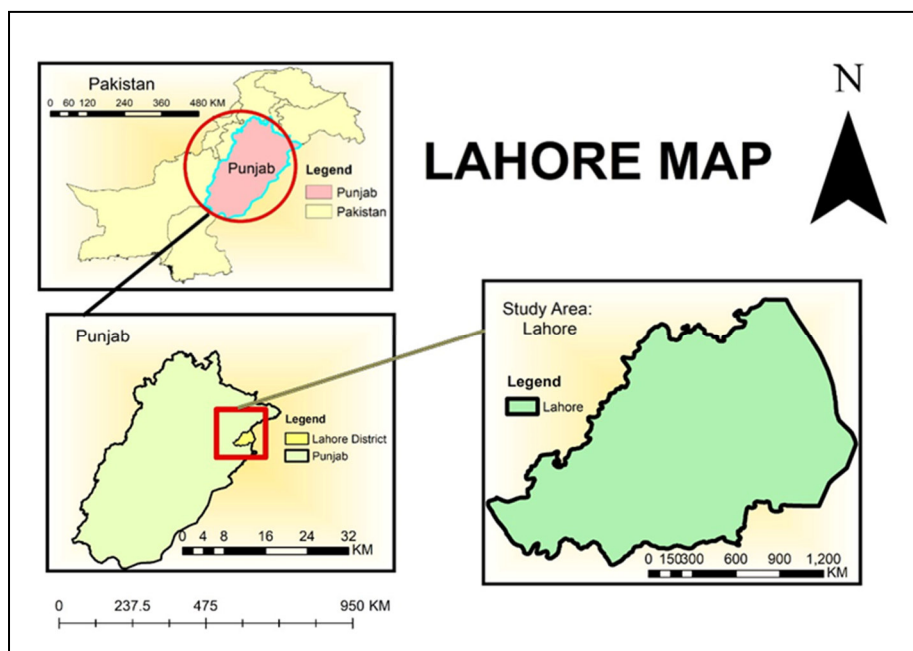 LAHORE MAP
N
Pakistan
0 60 120 240 360 480 KM
Punjab
Legend
Punjab
Pakistan
Punjab
Legend
Lahore District
Punjab
0 4 8 16 24 32
KM
0 237.5 475 950 KM
Study Area:
Lahore
Legend
Lahore
0 150300 600 900 1,200
KM